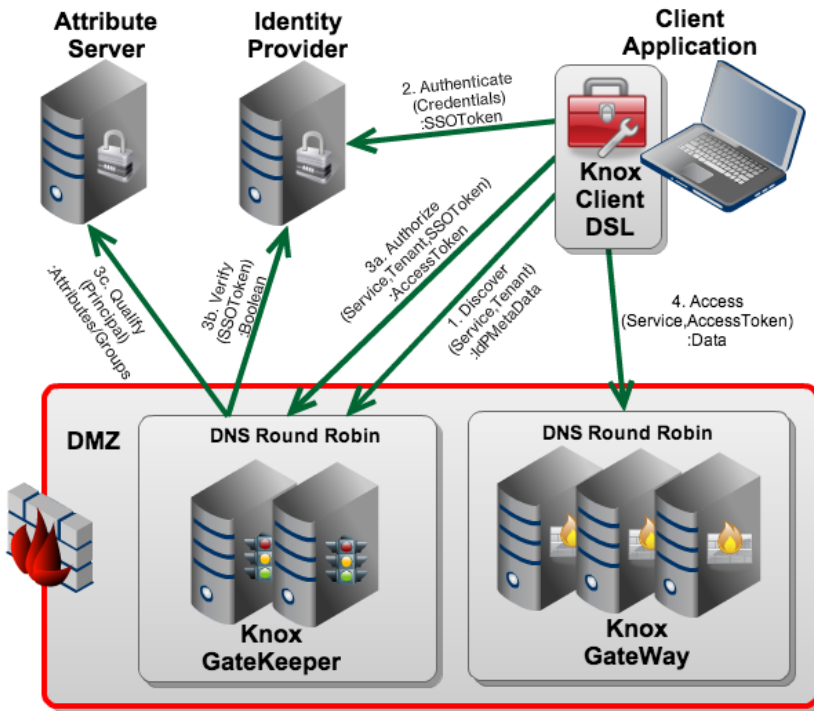 Attribute
Server
Identity
Provider
Client
Application
2. Authenticate
(Credentials)
:SSOToken
Knox
Client
DSL
3c. Qualify
(Principal)
:Attributes/Groups
3b. Verify
(SSOToken)
:Boolean
3a. Authorize
(Service,Tenant,SSOToken)
:AccessToken
1. Discover
(Service,Tenant)
:IdPMetaData
4. Access
(Service,AccessToken)
:Data
DMZ
DNS Round Robin
Knox
GateKeeper
DNS Round Robin
Knox
GateWay